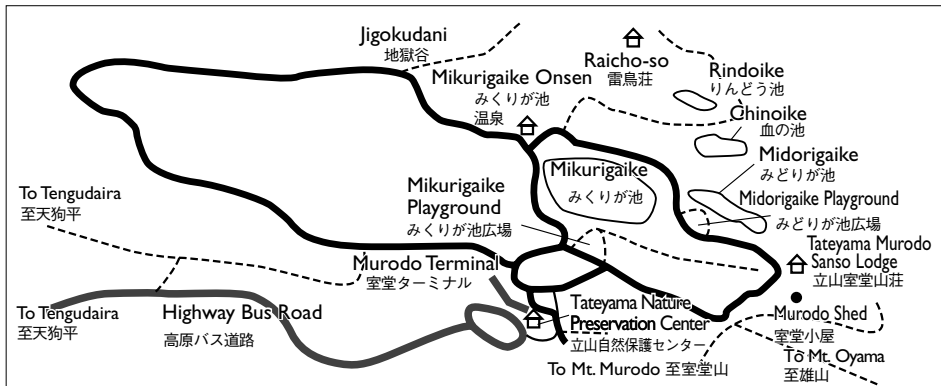 Jigokudani
地獄谷
Raicho-so
雷鳥荘
Mikurigaike Onsen
みくりが池
温泉
Rindoike
りんどう池
Chinoike
血の池
Midorigaike
みどりが池
Mikurigaike
みくりが池
Mikurigaike
Playground
みくりが池広場
Midorigaike Playground
みどりが池広場
To Tengudaira
至天狗平
Murodo Terminal
室堂ターミナル
Tateyama Murodo
Sanso Lodge
立山室堂山荘
To Tengudaira
至天狗平
Highway Bus Road
高原バス道路
Tateyama Nature
Preservation Center
立山自然保護センター
Murodo Shed
室堂小屋
To Mt. Murodo 至室堂山
To Mt. Oyama
至雄山